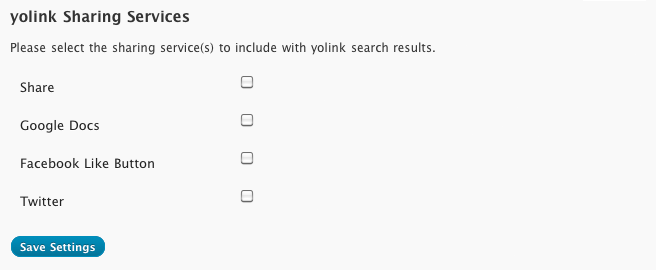 yolink Sharing Services
Please select the sharing service(s) to include with yolink search results.
Share
Google Docs
Facebook Like Button
Twitter
Save Settings